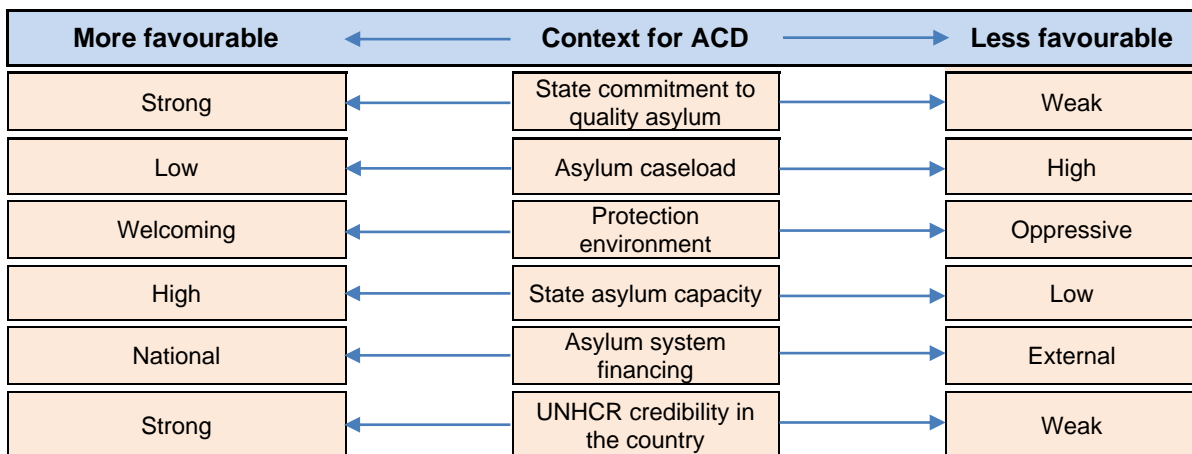 More favourable Context for ACD Less favourable
Strong
State commitment to
quality asylum
Weak
Low
Asylum caseload
High
Welcoming
Protection
environment
Oppressive
High
State asylum capacity
Low
National
Asylum system
financing
External
Strong
UNHCR credibility in
the country
Weak